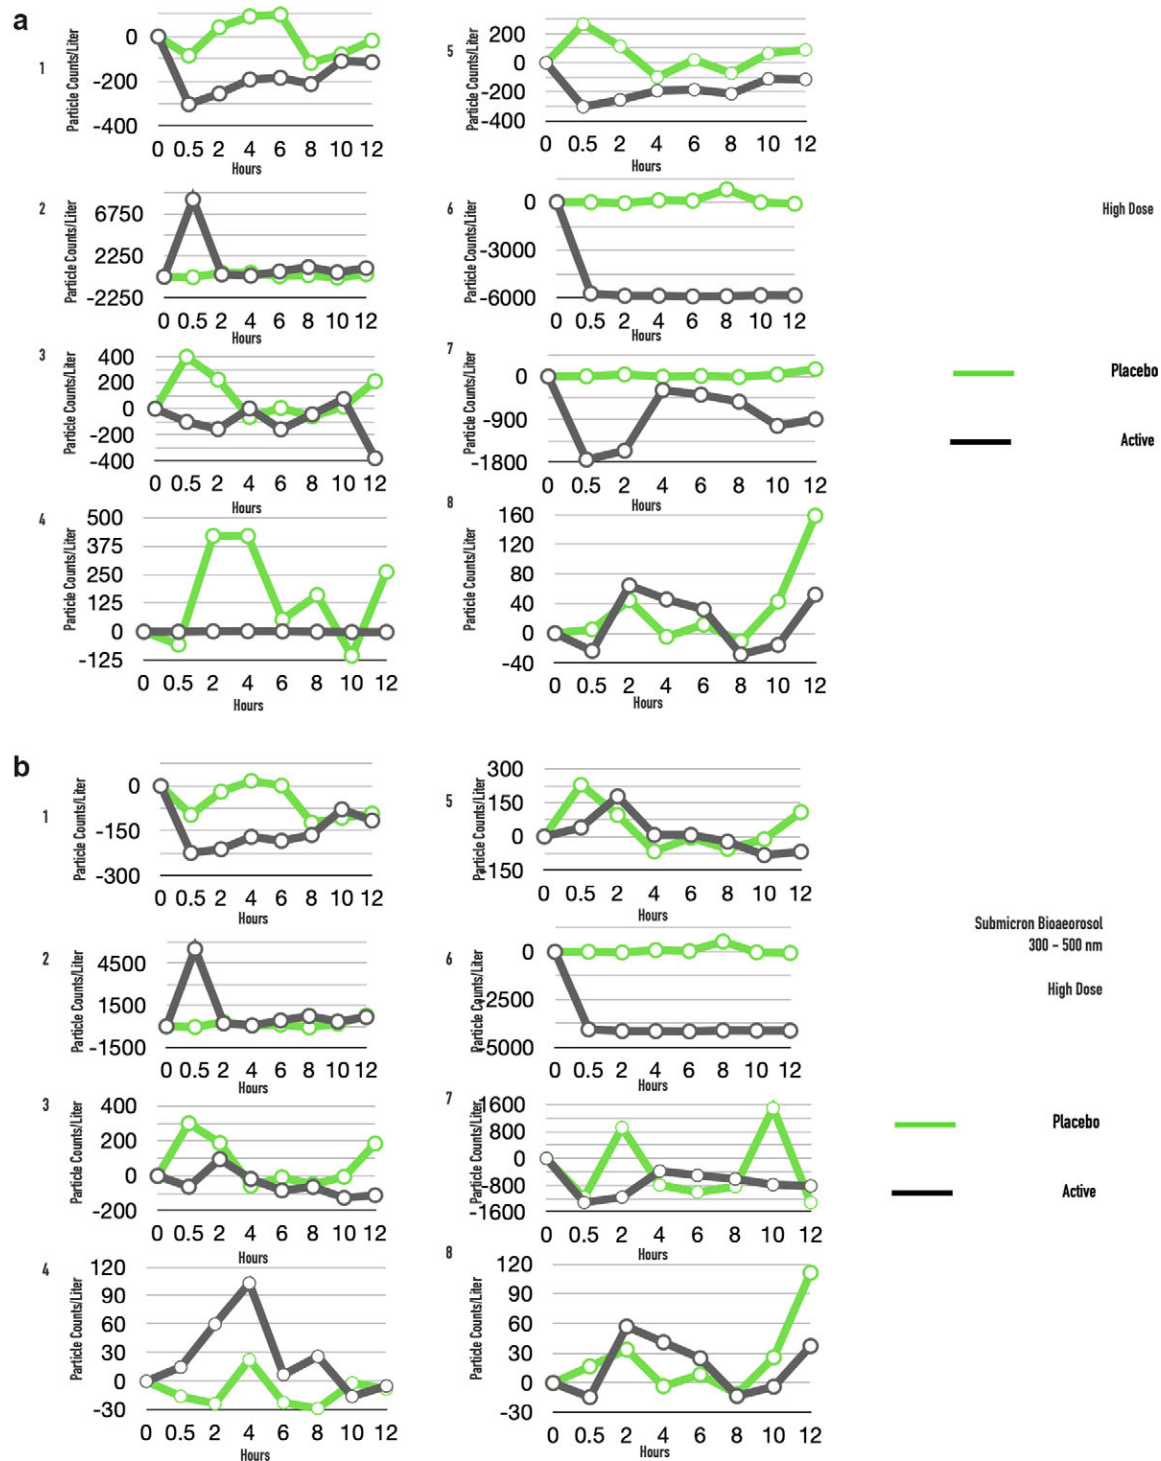 a
1
Particle Counts/Liter
0
-200
-400
0 0.5 2 4 6 8 10 12
Hours
5
Particle Counts/Liter
200
0
-200
-400
0 0.5 2 4 6 8 10 12
Hours
2
Particle Counts/Liter
6750
2250
-2250
0 0.5 2 4 6 8 10 12
Hours
6
Particle Counts/Liter
0
-3000
-6000
0 0.5 2 4 6 8 10 12
Hours
High Dose
3
Particle Counts/Liter
400
200
0
-200
-400
0 0.5 2 4 6 8 10 12
Hours
7
Particle Counts/Liter
0
-900
-1800
0 0.5 2 4 6 8 10 12
Hours
Placebo
Active
4
Particle Counts/Liter
500
375
250
125
0
-125
0 0.5 2 4 6 8 10 12
Hours
8
Particle Counts/Liter
160
120
80
40
0
-40
0 0.5 2 4 6 8 10 12
Hours
b
1
Particle Counts/Liter
0
-150
-300
0 0.5 2 4 6 8 10 12
Hours
5
Particle Counts/Liter
300
150
0
-150
0 0.5 2 4 6 8 10 12
Hours
2
Particle Counts/Liter
4500
1500
-1500
0 0.5 2 4 6 8 10 12
Hours
6
Particle Counts/Liter
0
-2500
-5000
0 0.5 2 4 6 8 10 12
Hours
Submicron Bioaeorosol
300 – 500 nm
High Dose
3
Particle Counts/Liter
400
200
0
-200
0 0.5 2 4 6 8 10 12
Hours
7
Particle Counts/Liter
1600
800
0
-800
-1600
0 0.5 2 4 6 8 10 12
Hours
Placebo
Active
4
Particle Counts/Liter
120
90
60
30
0
-30
0 0.5 2 4 6 8 10 12
Hours
8
Particle Counts/Liter
120
90
60
30
0
-30
0 0.5 2 4 6 8 10 12
Hours